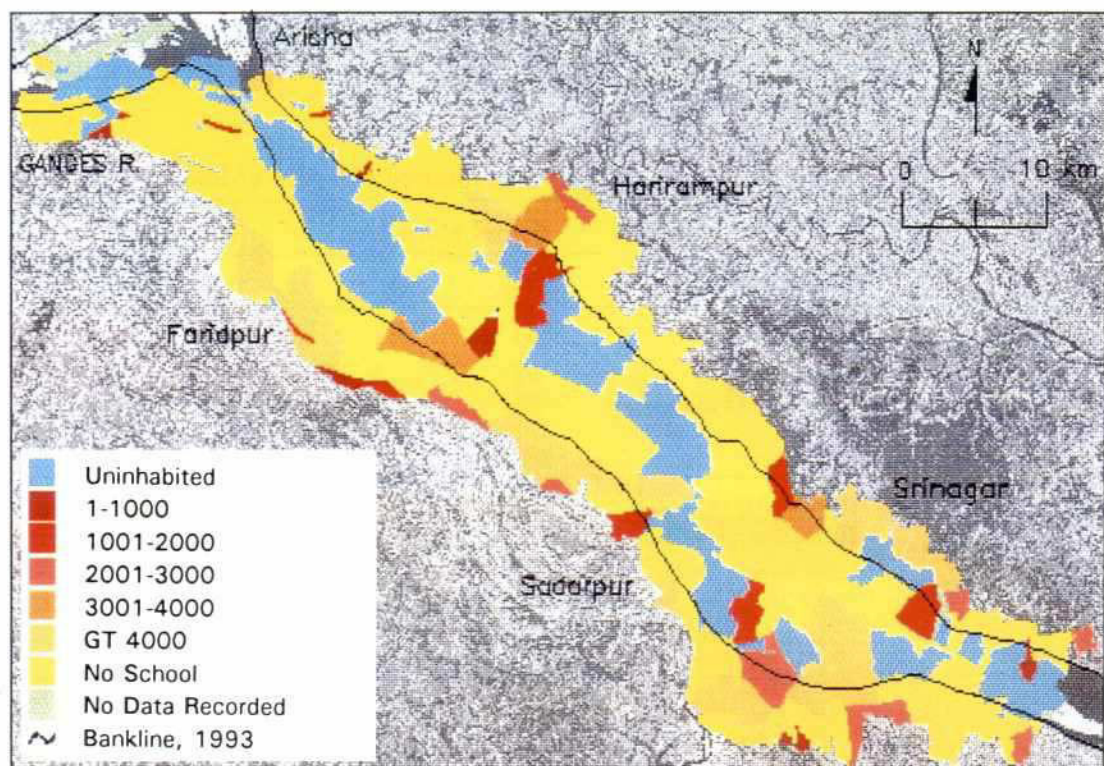 Aricha
N
GANGES R.
Harirampur
0 10 km
Faridpur
Srinagar
Sadarpur
Uninhabited
1-1000
1001-2000
2001-3000
3001-4000
GT 4000
No School
No Data Recorded
Bankline, 1993